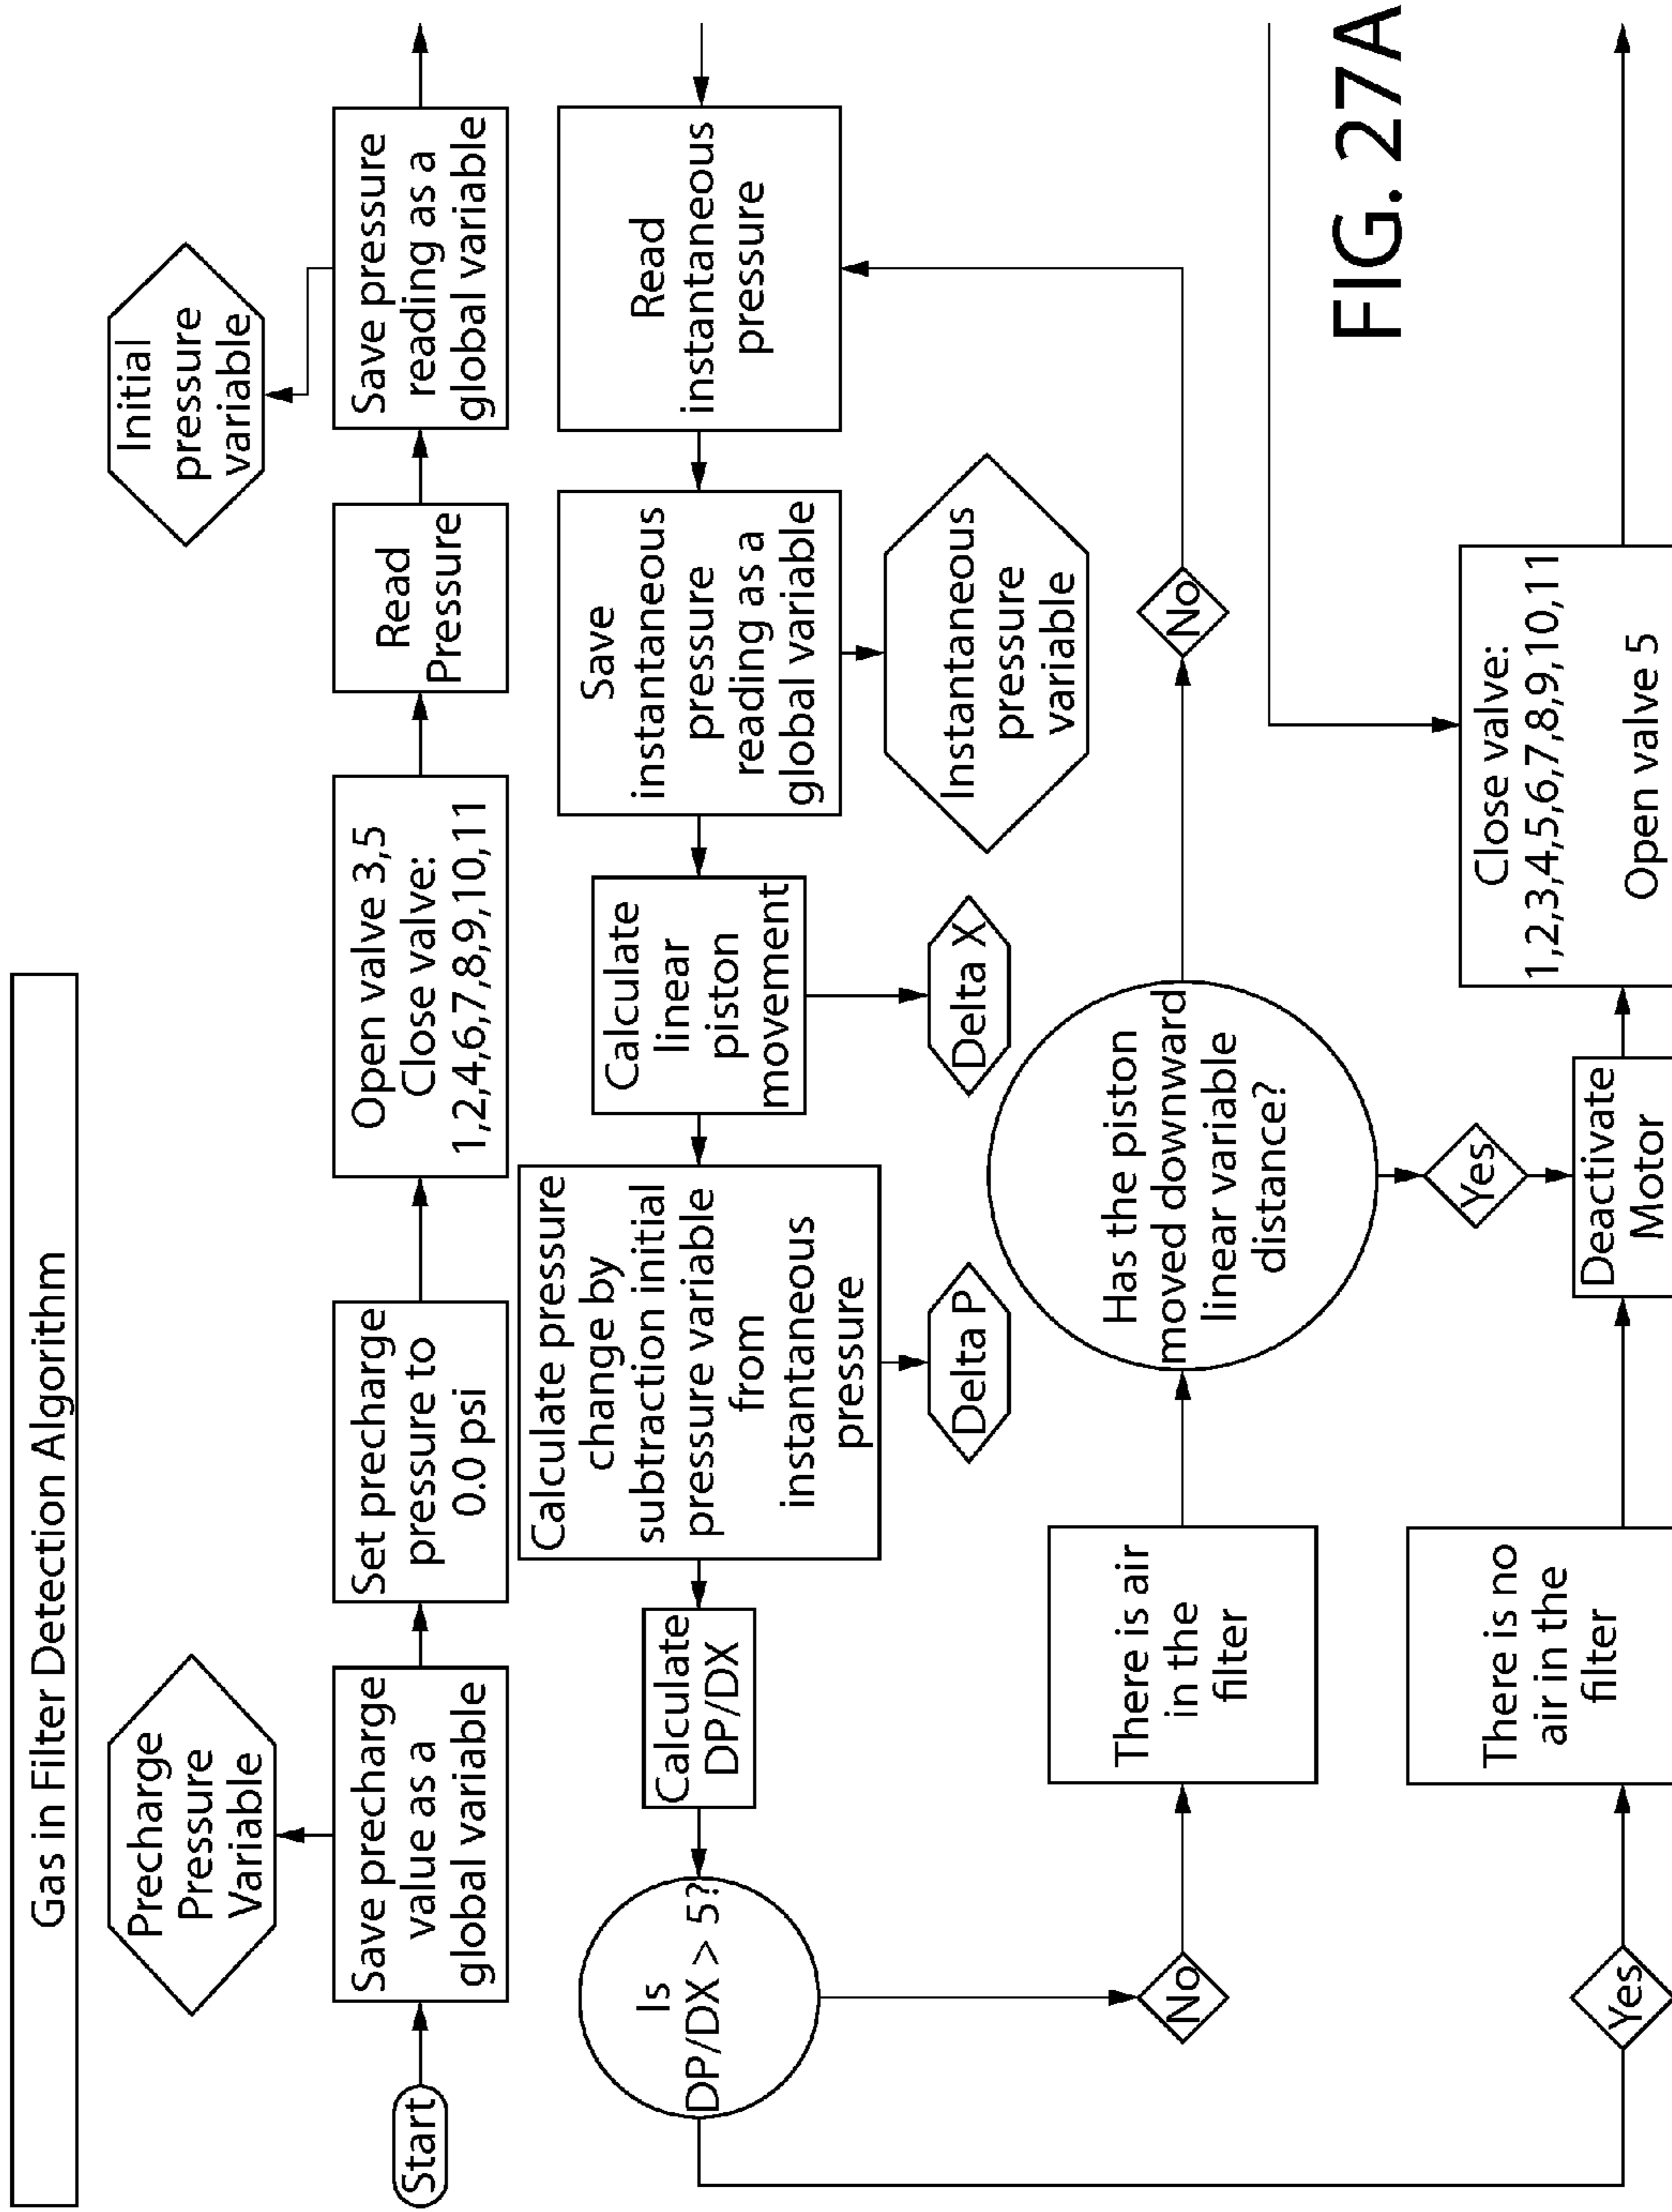 Gas in Filter Detection Algorithm
Precharge
Pressure
Variable
Initial
pressure
variable
Start
Save precharge
value as a
global variable
Set precharge
pressure to
0.0 psi
Open valve 3,5
Close valve:
1,2,4,6,7,8,9,10,11
Read
Pressure
Save pressure
reading as a
global variable
Is
DP/DX > 5?
Calculate
DP/DX
Calculate pressure
change by
subtraction initial
pressure variable
from
instantaneous
pressure
Calculate
linear
piston
movement
Save
instantaneous
pressure
reading as a
global variable
Read
instantaneous
pressure
Delta P
Delta X
Instantaneous
pressure
variable
No
There is air
in the
filter
Has the piston
moved downward
linear variable
distance?
No
Yes
Yes
There is no
air in the
filter
Deactivate
Motor
Close valve:
1,2,3,4,5,6,7,8,9,10,11
Open valve 5
FIG. 27A